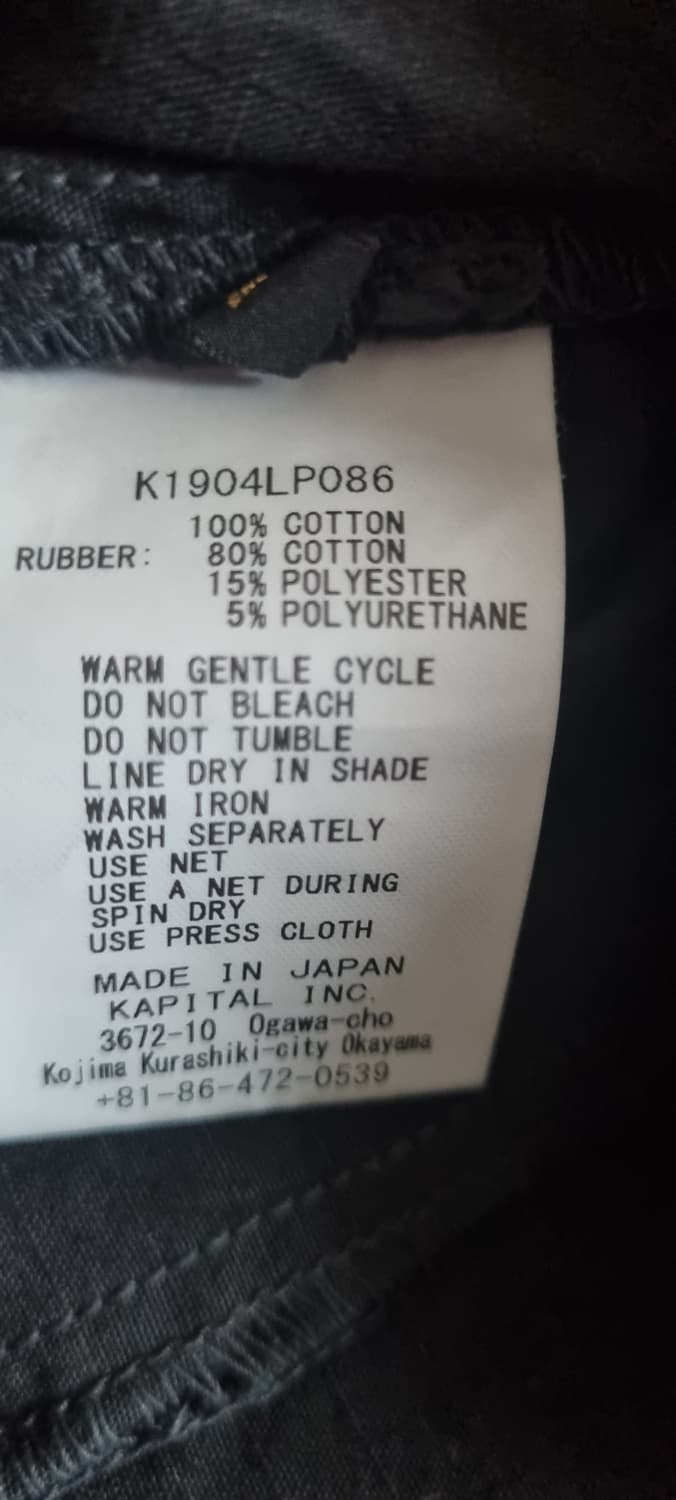 K1904LP086
100% COTTON
RUBBER: 80% COTTON
15% POLYESTER
5% POLYURETHANE
WARM GENTLE CYCLE
DO NOT BLEACH
DO NOT TUMBLE
LINE DRY IN SHADE
WARM IRON
WASH SEPARATELY
USE NET
USE A NET DURING
SPIN DRY
USE PRESS CLOTH
MADE IN JAPAN
KAPITAL INC.
3672-10 Ogawa-cho
Kojima Kurashiki-city Okayama
+81-86-472-0539